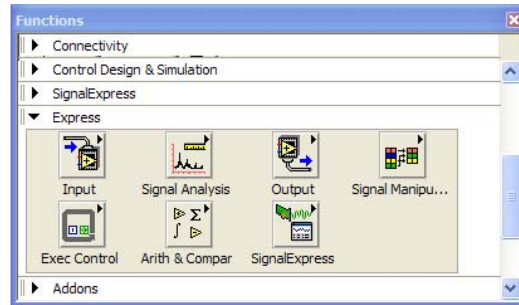 Functions
Connectivity
Control Design & Simulation
SignalExpress
Express
Input Signal Analysis Output Signal Manipu...
Exec Control Arith & Compar SignalExpress
Addons